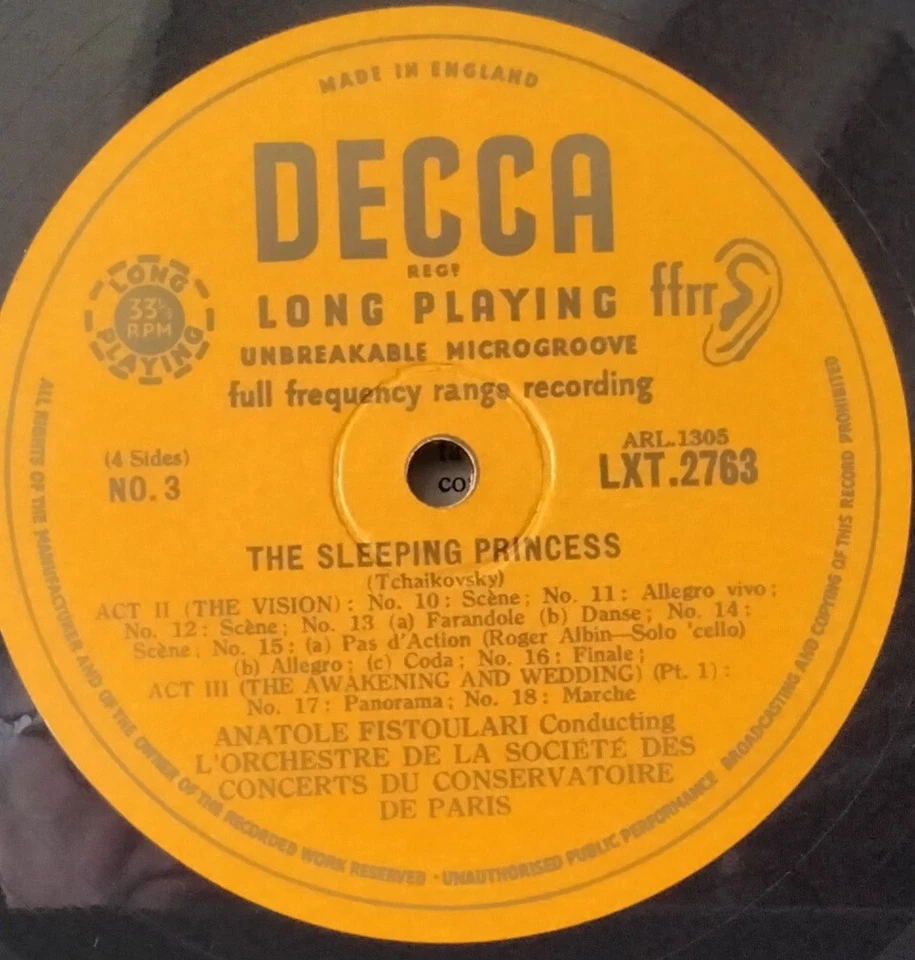 MADE IN ENGLAND
DECCA
REGD
LONG PLAYING
33⅓ RPM
LONG PLAYING
ffrr
UNBREAKABLE MICROGROOVE
full frequency range recording
(4 Sides)
NO. 3
ARL.1305
LXT.2763
THE SLEEPING PRINCESS
(Tchaikovsky)
ACT II (THE VISION): No. 10: Scène; No. 11: Allegro vivo;
No. 12: Scène; No. 13 (a) Farandole (b) Danse; No. 14:
Scène; No. 15: (a) Pas d'Action (Roger Albin—Solo 'cello)
(b) Allegro; (c) Coda; No. 16: Finale;
ACT III (THE AWAKENING AND WEDDING) (Pt. 1):
No. 17: Panorama; No. 18: Marche
ANATOLE FISTOULARI Conducting
L'ORCHESTRE DE LA SOCIÉTÉ DES
CONCERTS DU CONSERVATOIRE
DE PARIS
ALL RIGHTS OF THE MANUFACTURER AND OF THE OWNER OF THE RECORDED WORK RESERVED · UNAUTHORISED PUBLIC PERFORMANCE BROADCASTING AND COPYING OF THIS RECORD PROHIBITED
co